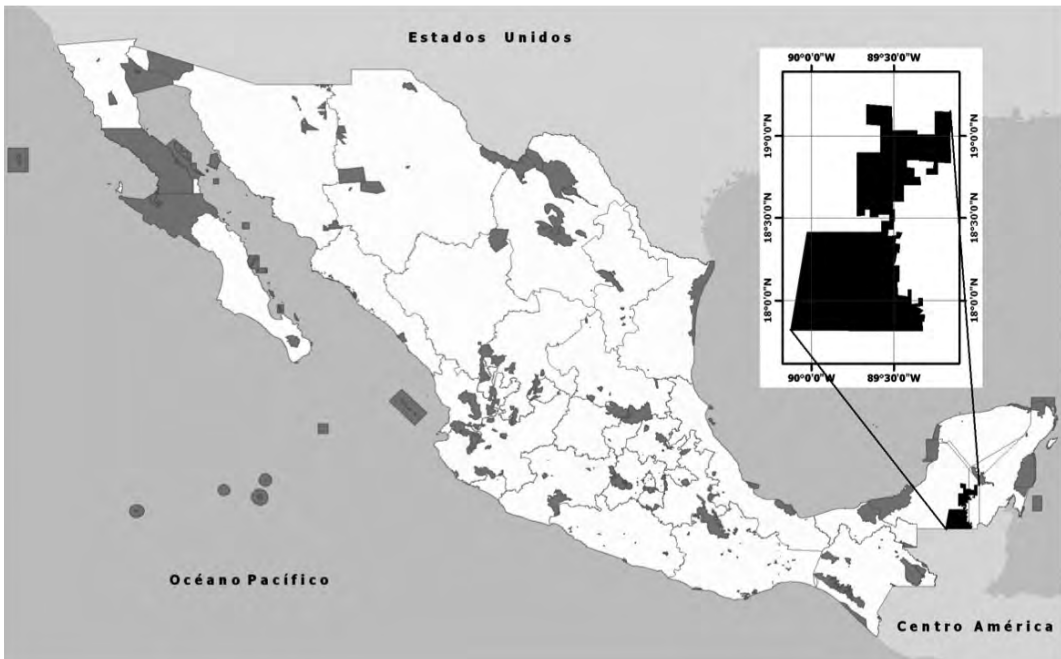 Estados Unidos
90°0'0"W 89°30'0"W
19°0'0"N
19°0'0"N
18°30'0"N
18°30'0"N
18°0'0"N
18°0'0"N
90°0'0"W 89°30'0"W
Océano Pacífico
Centro América